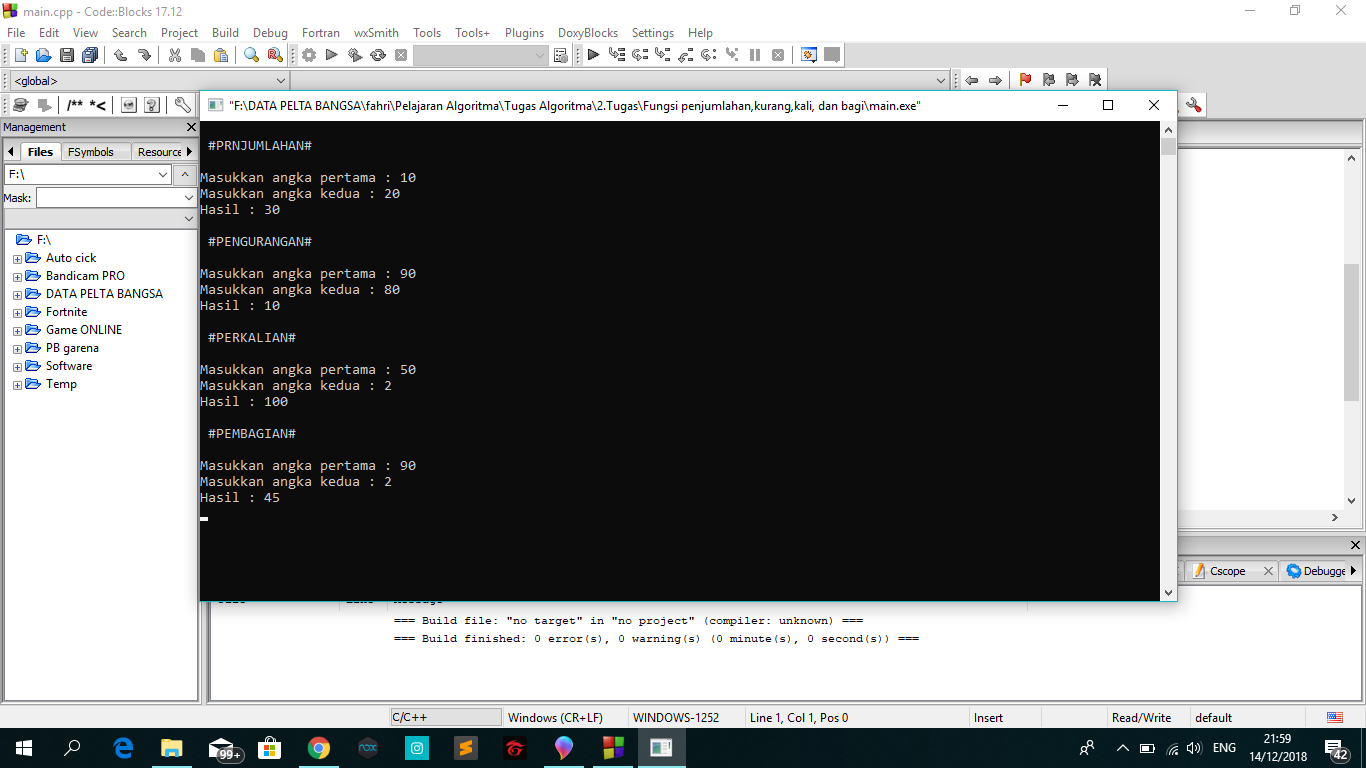 main.cpp - Code::Blocks 17.12
File Edit View Search Project Build Debug Fortran wxSmith Tools Tools+ Plugins DoxyBlocks Settings Help
<global>
/** *<
Management
Files FSymbols Resource
F:\
Mask:
F:\
Auto cick
Bandicam PRO
DATA PELTA BANGSA
Fortnite
Game ONLINE
PB garena
Software
Temp
"F:\DATA PELTA BANGSA\fahri\Pelajaran Algoritma\Tugas Algoritma\2.Tugas\Fungsi penjumlahan,kurang,kali, dan bagi\main.exe"
#PRNJUMLAHAN#
Masukkan angka pertama : 10
Masukkan angka kedua : 20
Hasil : 30
#PENGURANGAN#
Masukkan angka pertama : 90
Masukkan angka kedua : 80
Hasil : 10
#PERKALIAN#
Masukkan angka pertama : 50
Masukkan angka kedua : 2
Hasil : 100
#PEMBAGIAN#
Masukkan angka pertama : 90
Masukkan angka kedua : 2
Hasil : 45
Cscope Debugge
=== Build file: "no target" in "no project" (compiler: unknown) ===
=== Build finished: 0 error(s), 0 warning(s) (0 minute(s), 0 second(s)) ===
C/C++ Windows (CR+LF) WINDOWS-1252 Line 1, Col 1, Pos 0 Insert Read/Write default
99+ nox ENG 21:59
14/12/2018 42